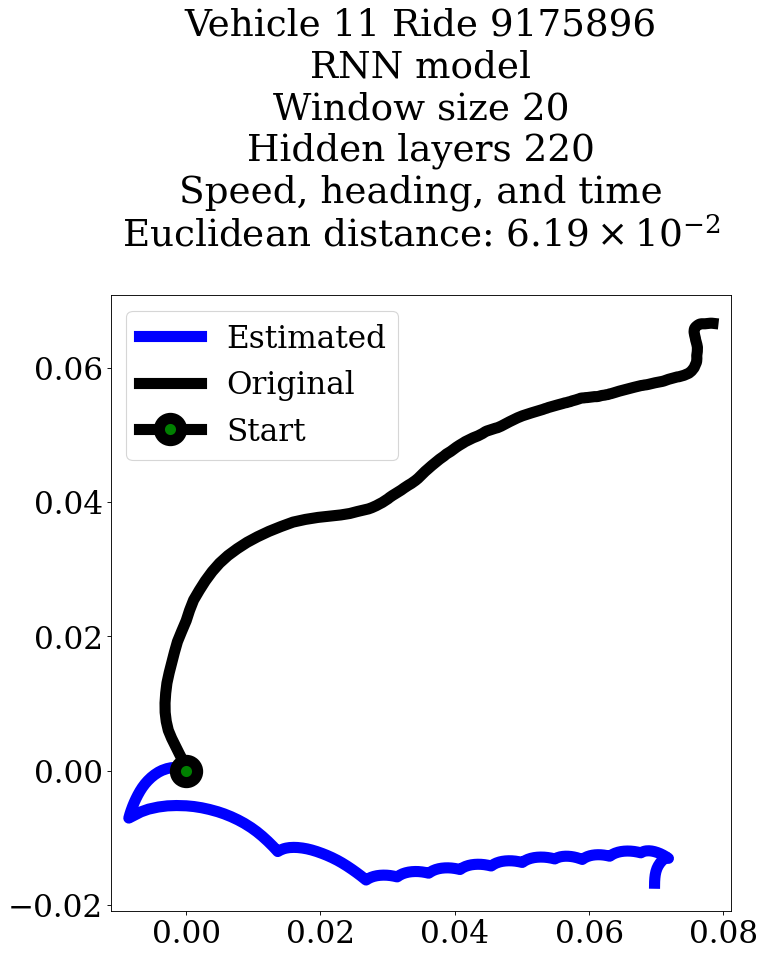 Vehicle 11 Ride 9175896
RNN model
Window size 20
Hidden layers 220
Speed, heading, and time
Euclidean distance: 6.19 × 10⁻²
Estimated
Original
Start
0.06
0.04
0.02
0.00
−0.02
0.00 0.02 0.04 0.06 0.08